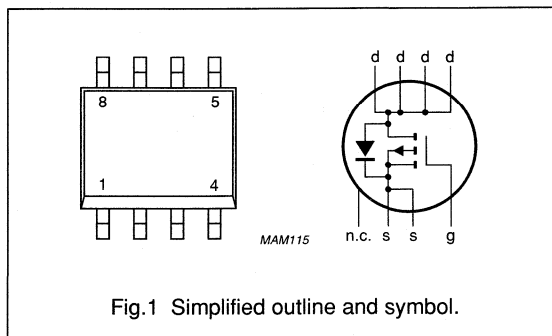 d d d d
8 5
1 4
MAM115
n.c. s s g
Fig.1 Simplified outline and symbol.